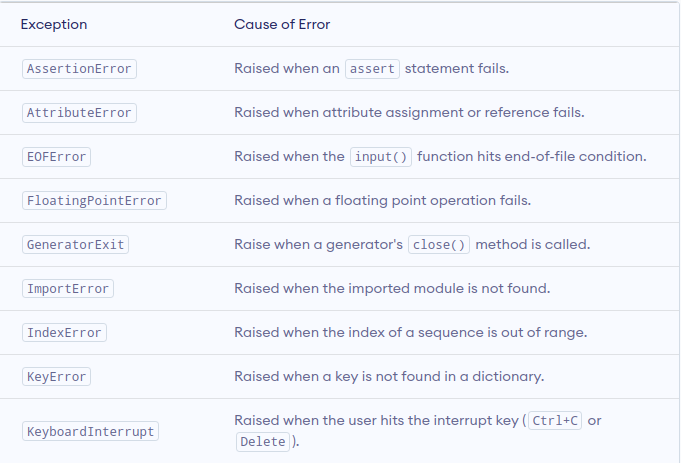 Exception Cause of Error
AssertionError Raised when an assert statement fails.
AttributeError Raised when attribute assignment or reference fails.
EOFError Raised when the input() function hits end-of-file condition.
FloatingPointError Raised when a floating point operation fails.
GeneratorExit Raise when a generator's close() method is called.
ImportError Raised when the imported module is not found.
IndexError Raised when the index of a sequence is out of range.
KeyError Raised when a key is not found in a dictionary.
KeyboardInterrupt Raised when the user hits the interrupt key ( Ctrl+C or
Delete ).